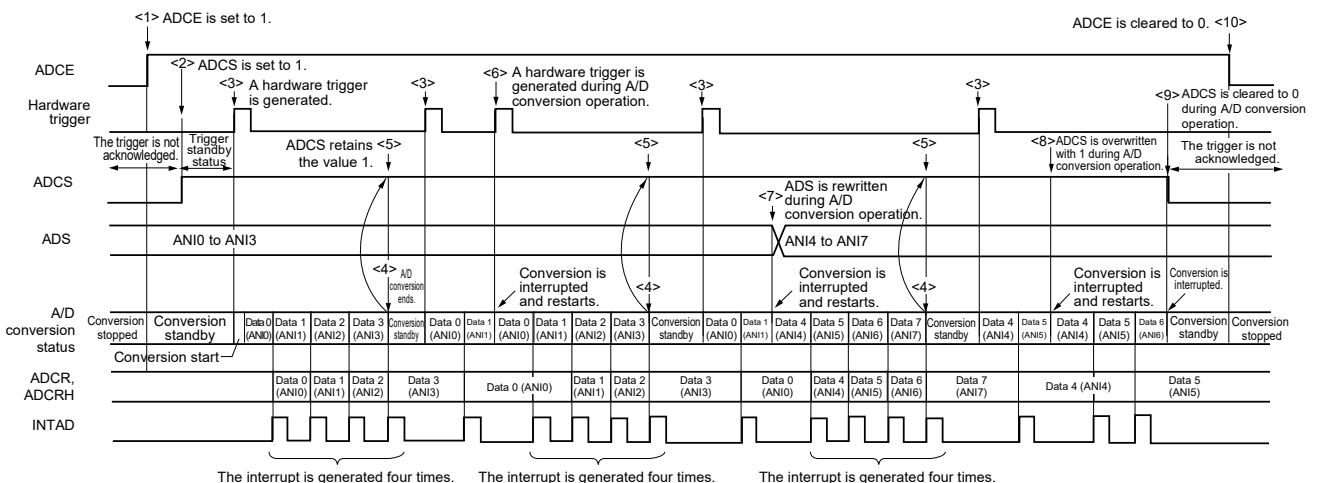 <1> ADCE is set to 1.
ADCE is cleared to 0. <10>
ADCE
<2> ADCS is set to 1.
<3> A hardware trigger
is generated.
<3>
<6> A hardware trigger is
generated during A/D
conversion operation.
<3>
<3>
<9> ADCS is cleared to 0
during A/D conversion
operation.
Hardware
trigger
The trigger is not
acknowledged.
Trigger
standby
status
ADCS retains <5>
the value 1.
<5>
<5>
<8> ADCS is overwritten
with 1 during A/D
conversion operation.
The trigger is not
acknowledged.
ADCS
<7> ADS is rewritten
during A/D
conversion operation.
ADS
ANI0 to ANI3
ANI4 to ANI7
<4> A/D
conversion
ends.
Conversion is
interrupted
and restarts.
<4>
Conversion is
interrupted
and restarts.
<4>
Conversion is
interrupted
and restarts.
Conversion is
interrupted.
A/D
conversion
status
Conversion
stopped
Conversion
standby
Data 0
(ANI0)
Data 1
(ANI1)
Data 2
(ANI2)
Data 3
(ANI3)
Conversion
standby
Data 0
(ANI0)
Data 1
(ANI1)
Data 0
(ANI0)
Data 1
(ANI1)
Data 2
(ANI2)
Data 3
(ANI3)
Conversion
standby
Data 0
(ANI0)
Data 1
(ANI1)
Data 4
(ANI4)
Data 5
(ANI5)
Data 6
(ANI6)
Data 7
(ANI7)
Conversion
standby
Data 4
(ANI4)
Data 5
(ANI5)
Data 4
(ANI4)
Data 5
(ANI5)
Data 6
(ANI6)
Conversion
standby
Conversion
stopped
Conversion start
ADCR,
ADCRH
Data 0
(ANI0)
Data 1
(ANI1)
Data 2
(ANI2)
Data 3
(ANI3)
Data 0 (ANI0)
Data 1
(ANI1)
Data 2
(ANI2)
Data 3
(ANI3)
Data 0
(ANI0)
Data 4
(ANI4)
Data 5
(ANI5)
Data 6
(ANI6)
Data 7
(ANI7)
Data 4 (ANI4)
Data 5
(ANI5)
INTAD
The interrupt is generated four times.
The interrupt is generated four times.
The interrupt is generated four times.